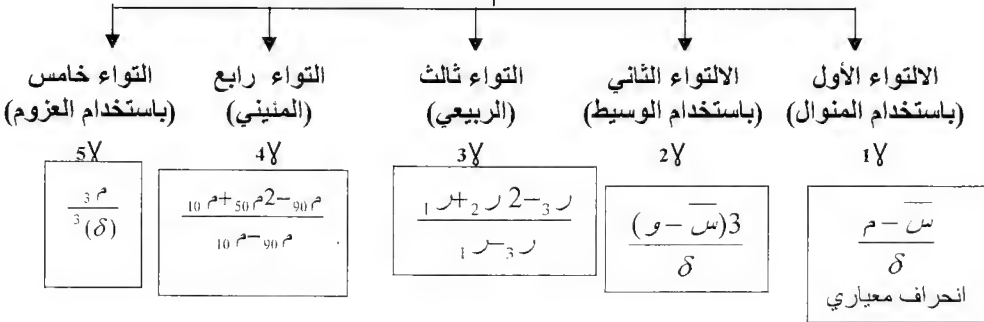 الالتواء الأول
(باستخدام المنوال)
1γ
س̅ – م
δ
انحراف معياري
الالتواء الثاني
(باستخدام الوسيط)
2γ
3(س̅ – و)
δ
التواء ثالث
(الربيعي)
3γ
ر3–2ر2+ر1
ر3–ر1
التواء رابع
(المئيني)
4γ
م90–2م50+م10
م90–م10
التواء خامس
(باستخدام العزوم)
5γ
م3
(δ)3